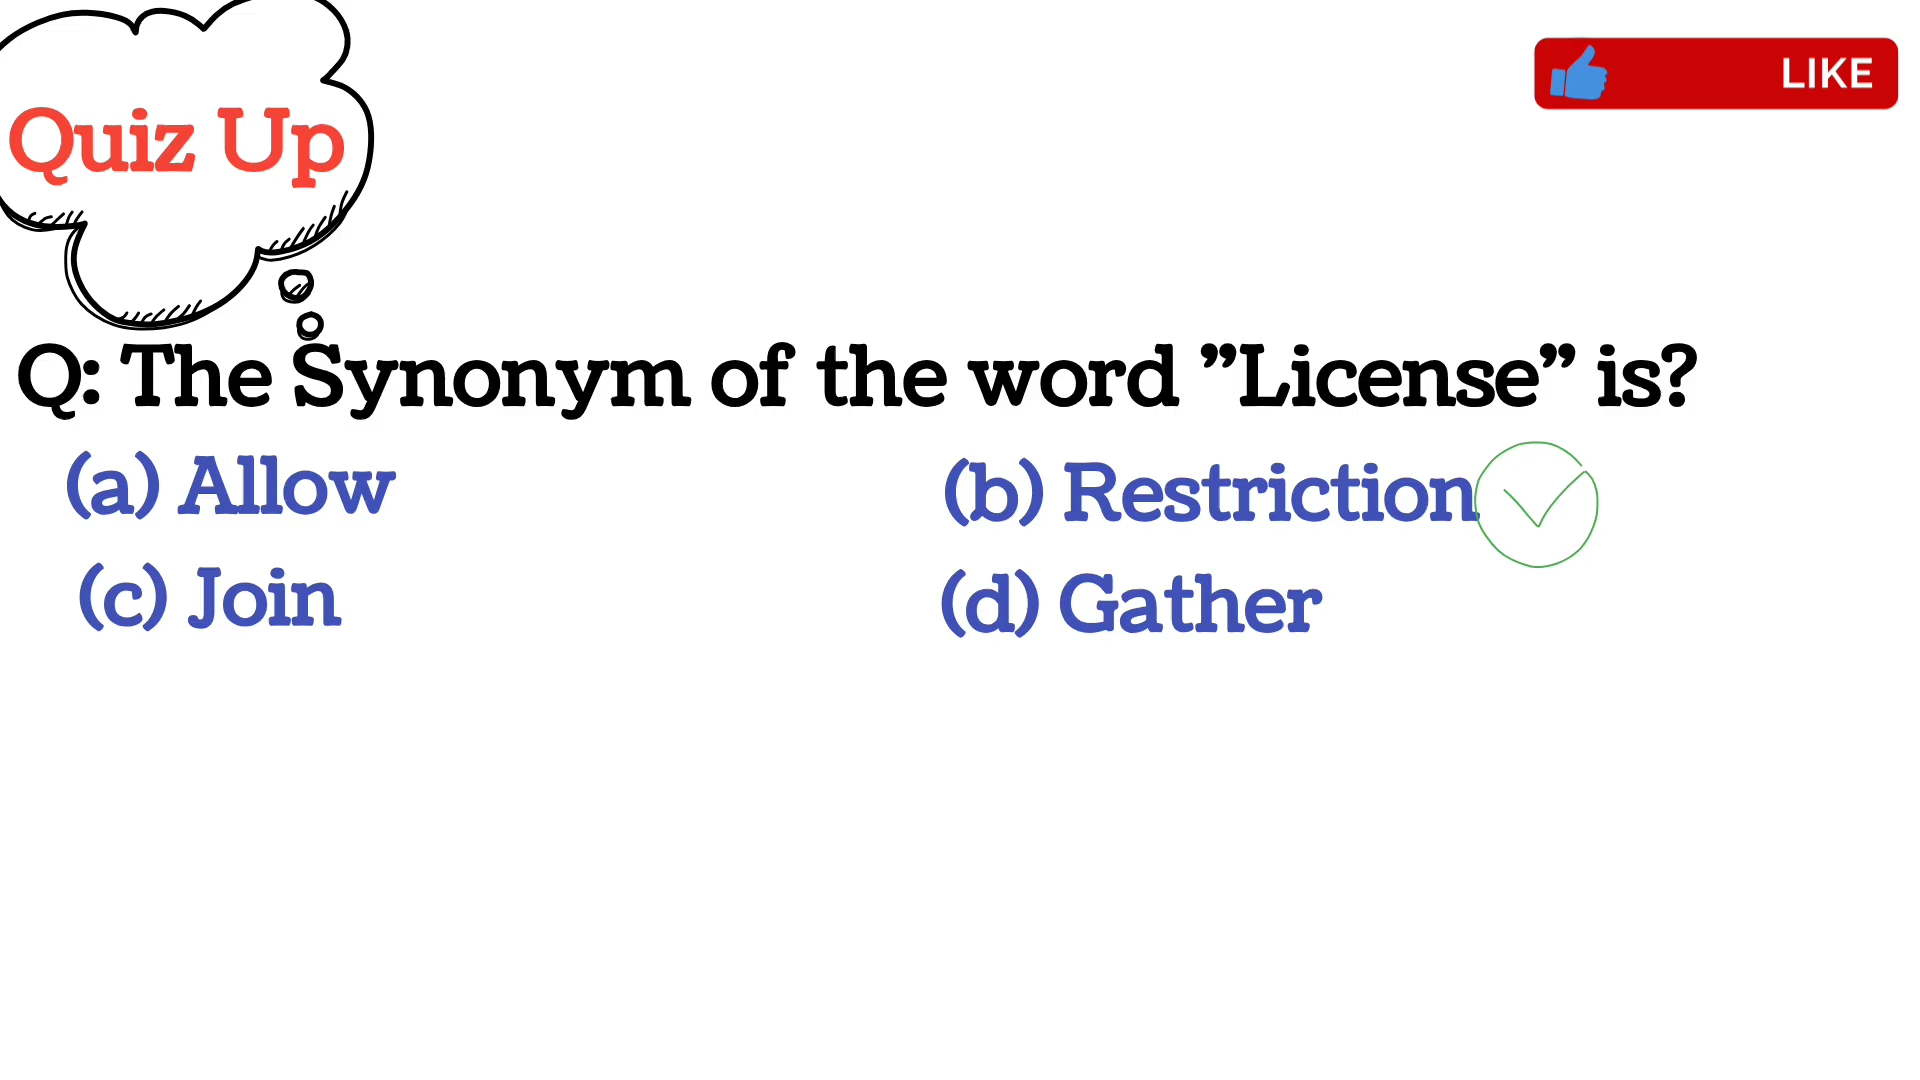 Quiz Up
LIKE
Q: The Synonym of the word ”License” is?
(a) Allow
(b) Restriction
(c) Join
(d) Gather